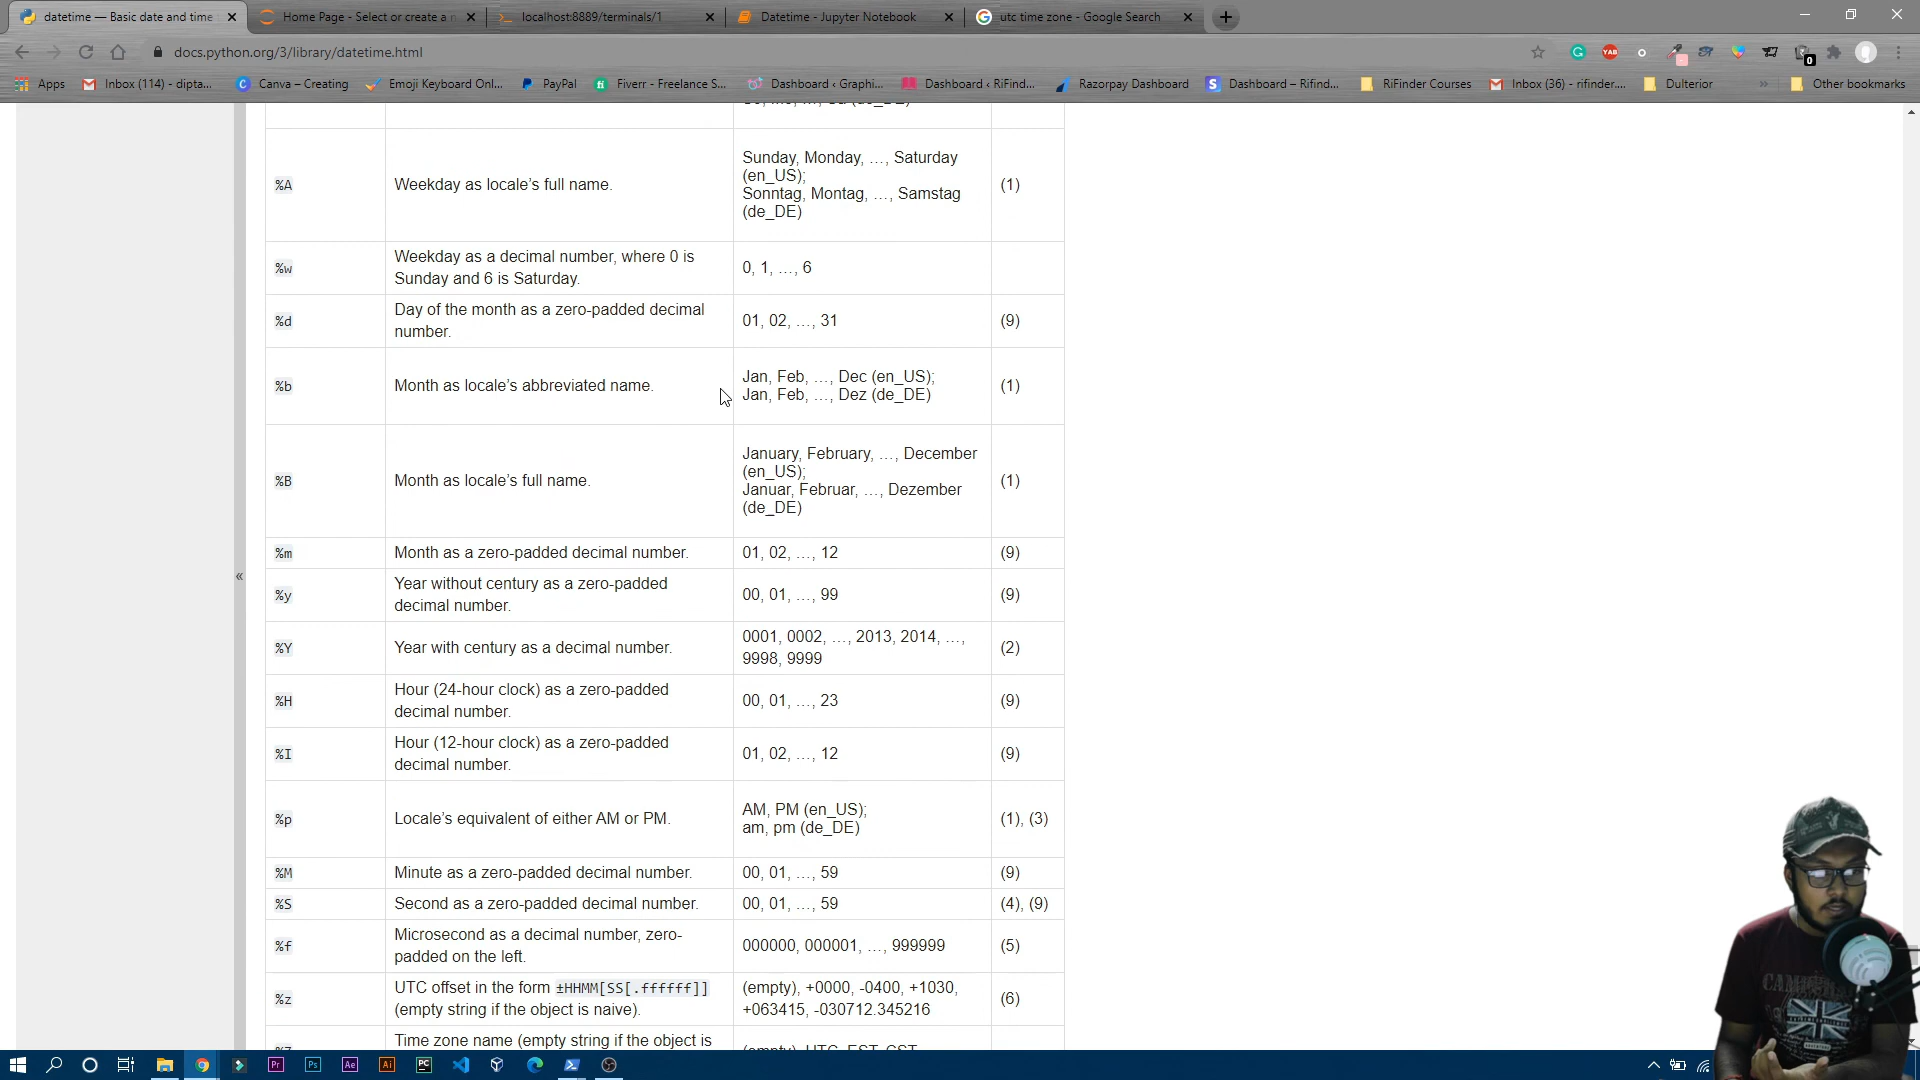 datetime — Basic date and time
Home Page - Select or create a n
localhost:8889/terminals/1
Datetime - Jupyter Notebook
utc time zone - Google Search
docs.python.org/3/library/datetime.html
Apps
Inbox (114) - dipta...
Canva – Creating
Emoji Keyboard Onl...
PayPal
Fiverr - Freelance S...
Dashboard ‹ Graphi...
Dashboard ‹ RiFind...
Razorpay Dashboard
Dashboard – Rifind...
RiFinder Courses
Inbox (36) - rifinder....
Dulterior
»
Other bookmarks
%A
Weekday as locale’s full name.
Sunday, Monday, …, Saturday
(en_US);
Sonntag, Montag, …, Samstag
(de_DE)
(1)
%w
Weekday as a decimal number, where 0 is
Sunday and 6 is Saturday.
0, 1, …, 6
%d
Day of the month as a zero-padded decimal
number.
01, 02, …, 31
(9)
%b
Month as locale’s abbreviated name.
Jan, Feb, …, Dec (en_US);
Jan, Feb, …, Dez (de_DE)
(1)
%B
Month as locale’s full name.
January, February, …, December
(en_US);
Januar, Februar, …, Dezember
(de_DE)
(1)
%m
Month as a zero-padded decimal number.
01, 02, …, 12
(9)
«
%y
Year without century as a zero-padded
decimal number.
00, 01, …, 99
(9)
%Y
Year with century as a decimal number.
0001, 0002, …, 2013, 2014, …,
9998, 9999
(2)
%H
Hour (24-hour clock) as a zero-padded
decimal number.
00, 01, …, 23
(9)
%I
Hour (12-hour clock) as a zero-padded
decimal number.
01, 02, …, 12
(9)
%p
Locale’s equivalent of either AM or PM.
AM, PM (en_US);
am, pm (de_DE)
(1), (3)
%M
Minute as a zero-padded decimal number.
00, 01, …, 59
(9)
%S
Second as a zero-padded decimal number.
00, 01, …, 59
(4), (9)
%f
Microsecond as a decimal number, zero-
padded on the left.
000000, 000001, …, 999999
(5)
%z
UTC offset in the form ±HHMM[SS[.ffffff]]
(empty string if the object is naive).
(empty), +0000, -0400, +1030,
+063415, -030712.345216
(6)
Time zone name (empty string if the object is